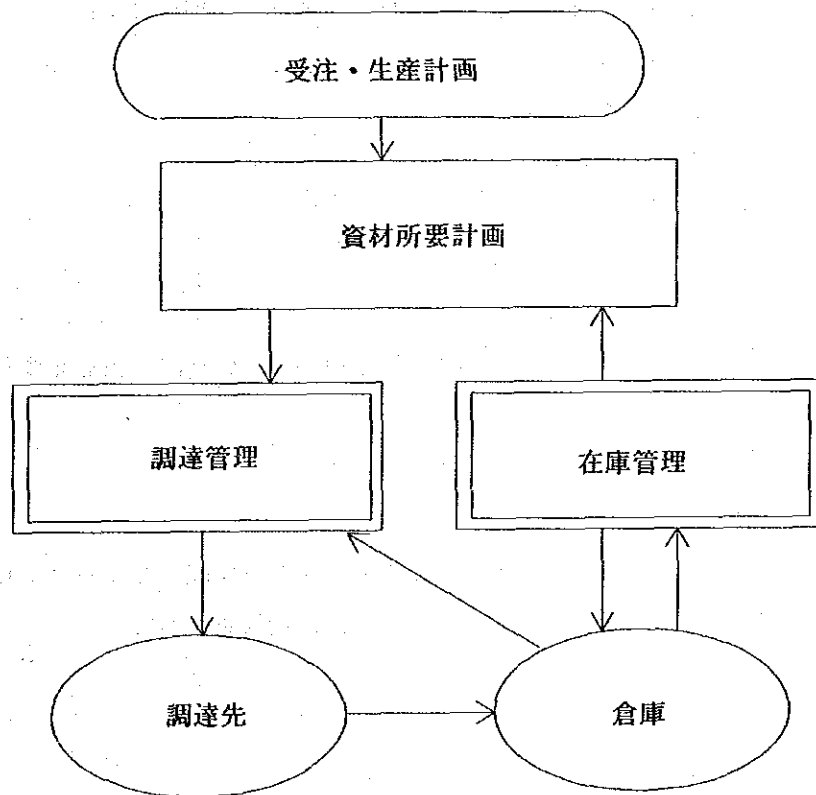 受注・生産計画
資材所要計画
調達管理
在庫管理
調達先
倉庫